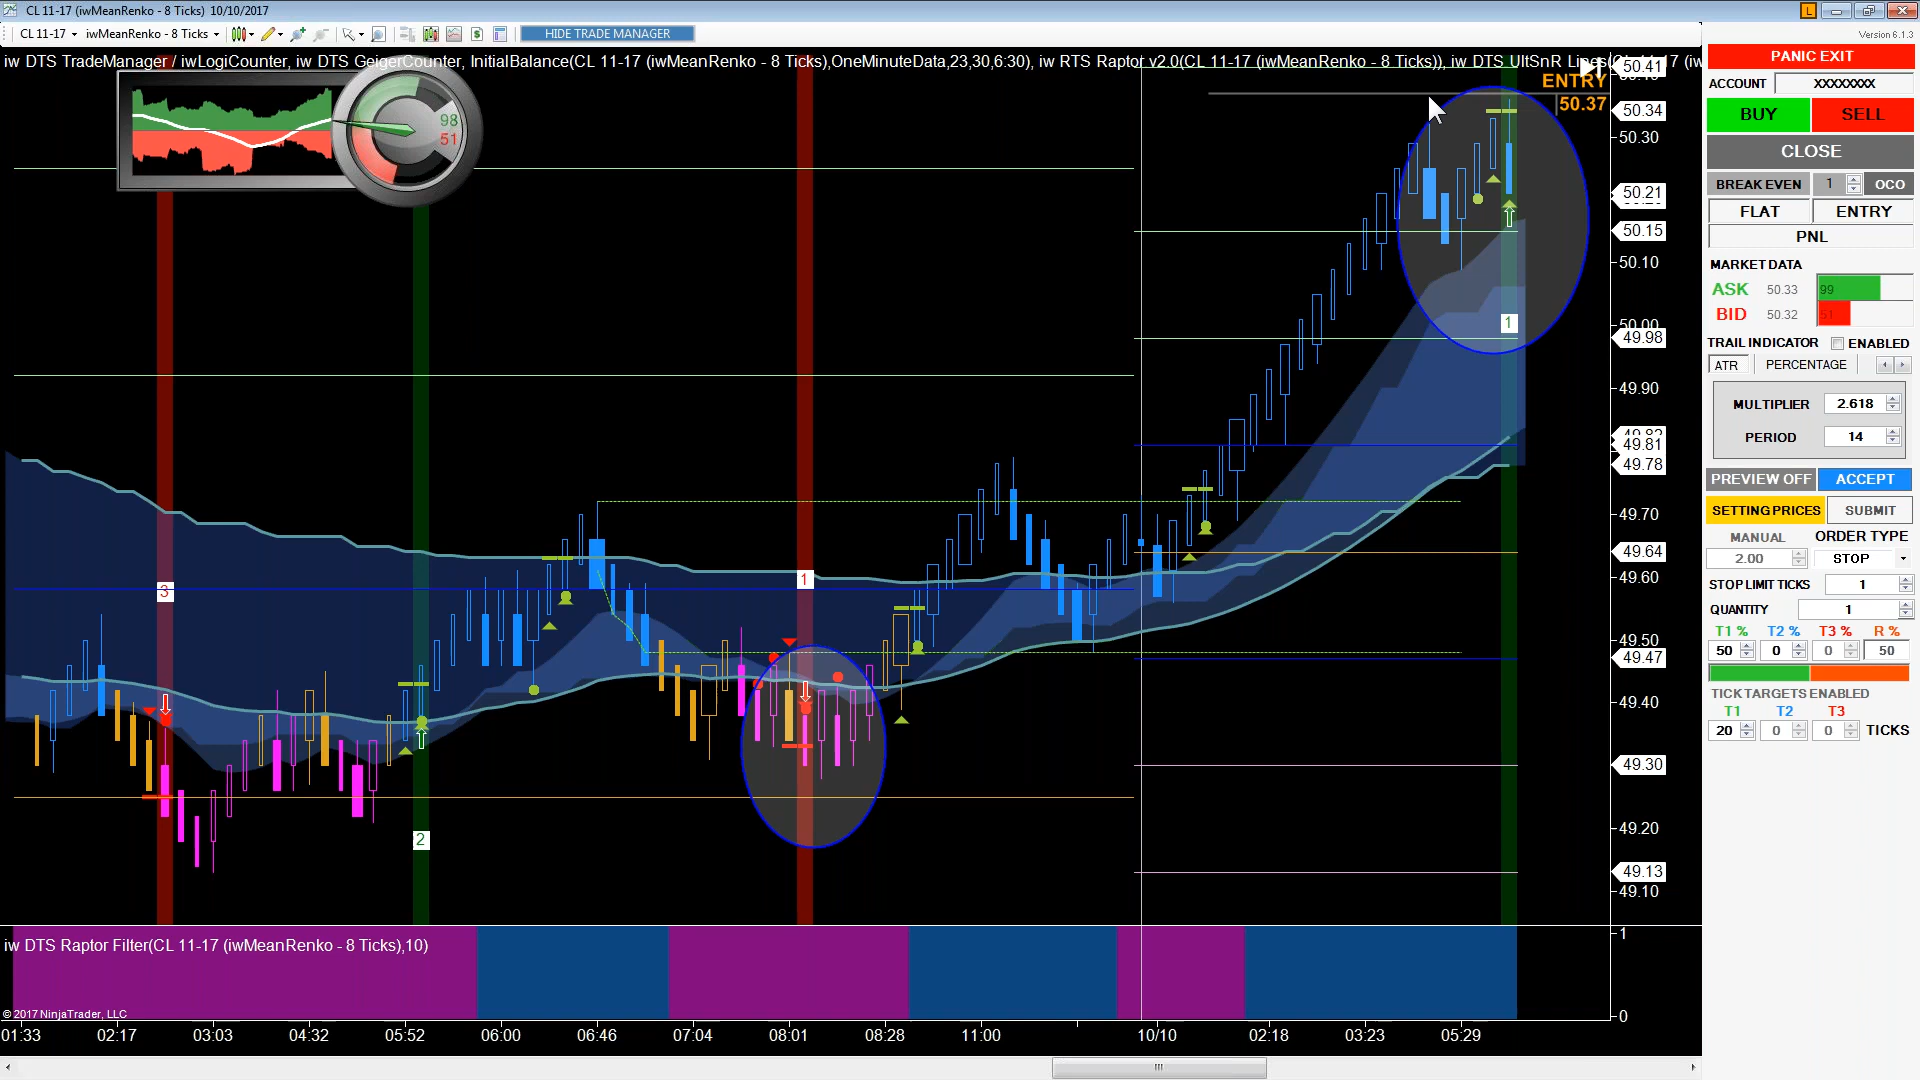 CL 11-17 (iwMeanRenko - 8 Ticks) 10/10/2017
L
CL 11-17 iwMeanRenko - 8 Ticks
HIDE TRADE MANAGER
Version 6.1.3
iw DTS TradeManager / iwLogiCounter, iw DTS GeigerCounter, InitialBalance(CL 11-17 (iwMeanRenko - 8 Ticks),OneMinuteData,23,30,6:30), iw RTS Raptor v2.0(CL 11-17 (iwMeanRenko - 8 Ticks)), iw DTS UltSnR Lines(
98
51
ENTRY
50.37
3
2
1
1
50.41
50.34
50.30
50.21
50.15
50.10
50.00
49.98
49.90
49.81
49.78
49.70
49.64
49.60
49.50
49.47
49.40
49.30
49.20
49.13
49.10
iw DTS Raptor Filter(CL 11-17 (iwMeanRenko - 8 Ticks),10)
1
0
© 2017 NinjaTrader, LLC
01:33 02:17 03:03 04:32 05:52 06:00 06:46 07:04 08:01 08:28 11:00 10/10 02:18 03:23 05:29
PANIC EXIT
ACCOUNT XXXXXXXX
BUY SELL
CLOSE
BREAK EVEN 1 OCO
FLAT ENTRY
PNL
MARKET DATA
ASK 50.33 99
BID 50.32 51
TRAIL INDICATOR ENABLED
ATR PERCENTAGE
MULTIPLIER 2.618
PERIOD 14
PREVIEW OFF ACCEPT
SETTING PRICES SUBMIT
MANUAL ORDER TYPE
2.00 STOP
STOP LIMIT TICKS 1
QUANTITY 1
T1 % T2 % T3 % R %
50 0 0 50
TICK TARGETS ENABLED
T1 T2 T3
20 0 0 TICKS